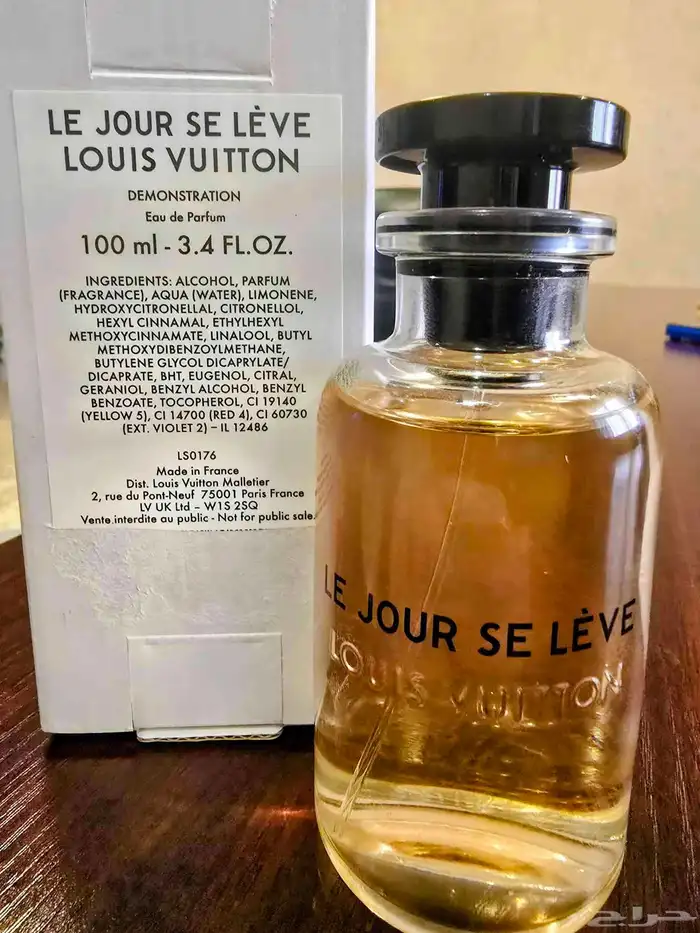 LE JOUR SE LÈVE
LOUIS VUITTON
DEMONSTRATION
Eau de Parfum
100 ml - 3.4 FL.OZ.
INGREDIENTS: ALCOHOL, PARFUM
(FRAGRANCE), AQUA (WATER), LIMONENE,
HYDROXYCITRONELLAL, CITRONELLOL,
HEXYL CINNAMAL, ETHYLHEXYL
METHOXYCINNAMATE, LINALOOL, BUTYL
METHOXYDIBENZOYLMETHANE,
BUTYLENE GLYCOL DICAPRYLATE/
DICAPRATE, BHT, EUGENOL, CITRAL,
GERANIOL, BENZYL ALCOHOL, BENZYL
BENZOATE, TOCOPHEROL, CI 19140
(YELLOW 5), CI 14700 (RED 4), CI 60730
(EXT. VIOLET 2) – IL 12486
LS0176
Made in France
Dist. Louis Vuitton Malletier
2, rue du Pont-Neuf 75001 Paris France
LV UK Ltd – W1S 2SQ
Vente interdite au public - Not for public sale.
LE JOUR SE LÈVE
LOUIS VUITTON
حراج